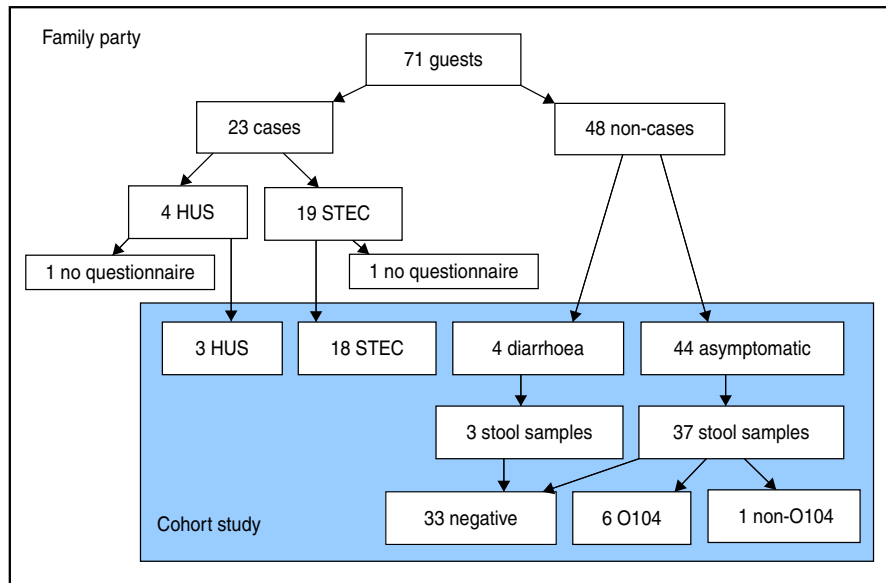 Family party
71 guests
23 cases
48 non-cases
4 HUS
19 STEC
1 no questionnaire
1 no questionnaire
3 HUS
18 STEC
4 diarrhoea
44 asymptomatic
3 stool samples
37 stool samples
33 negative
6 O104
1 non-O104
Cohort study